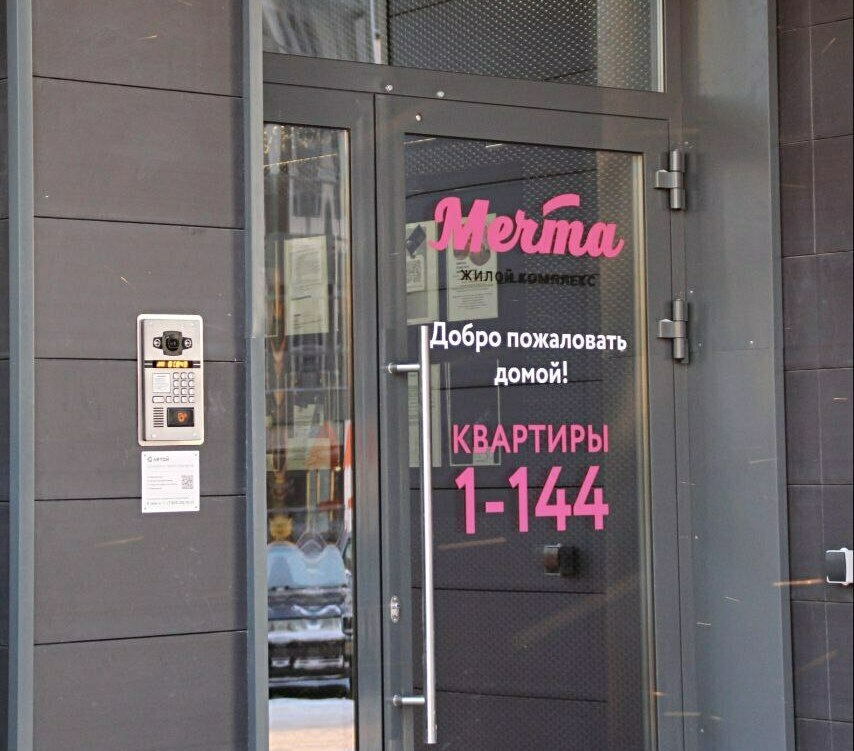 Мечта
ЖИЛОЙ КОМПЛЕКС
Добро пожаловать
домой!
КВАРТИРЫ
1-144